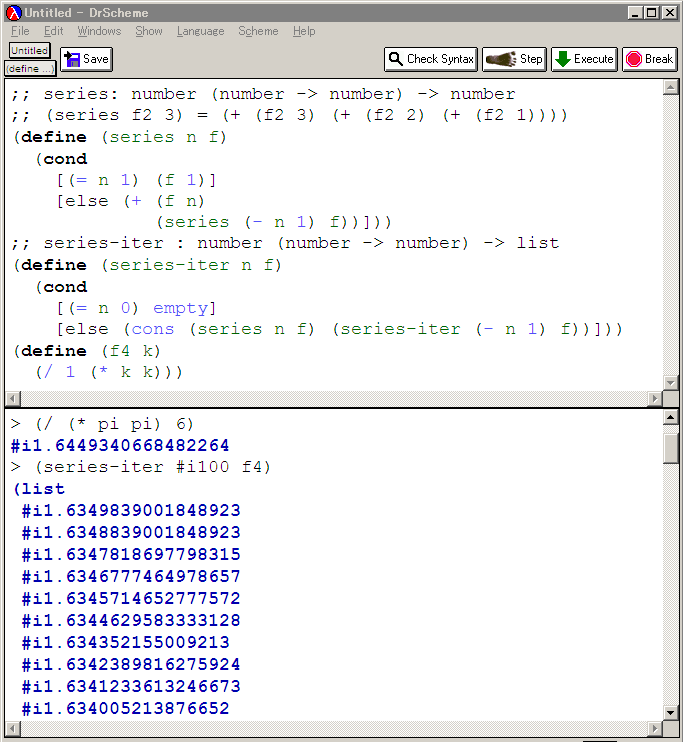 Untitled - DrScheme
File Edit Windows Show Language Scheme Help
Untitled
(define ...) Save Check Syntax Step Execute Break
;; series: number (number -> number) -> number
;; (series f2 3) = (+ (f2 3) (+ (f2 2) (+ (f2 1))))
(define (series n f)
  (cond
    [(= n 1) (f 1)]
    [else (+ (f n)
             (series (- n 1) f))]))
;; series-iter : number (number -> number) -> list
(define (series-iter n f)
  (cond
    [(= n 0) empty]
    [else (cons (series n f) (series-iter (- n 1) f))]))
(define (f4 k)
  (/ 1 (* k k)))
> (/ (* pi pi) 6)
#i1.6449340668482264
> (series-iter #i100 f4)
(list
 #i1.6349839001848923
 #i1.6348839001848923
 #i1.6347818697798315
 #i1.6346777464978657
 #i1.6345714652777572
 #i1.6344629583333128
 #i1.634352155009213
 #i1.6342389816275924
 #i1.6341233613246673
 #i1.634005213876652